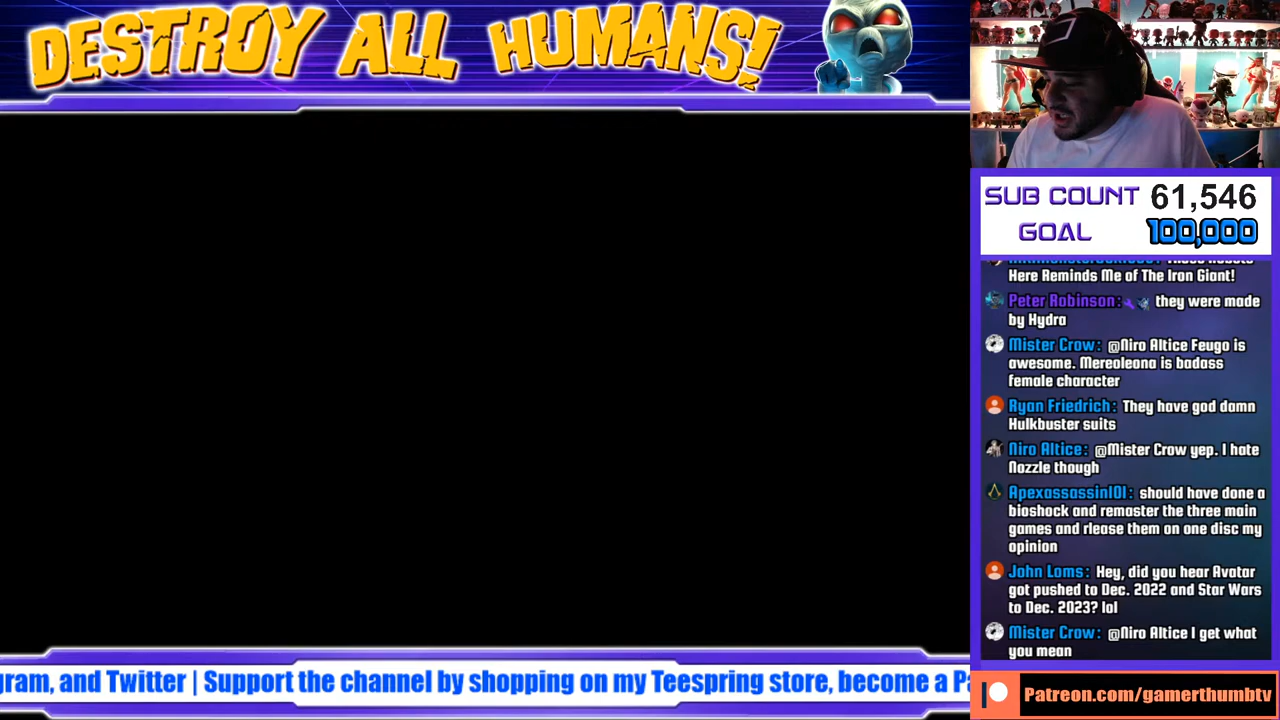 DESTROY ALL HUMANS!
SUB COUNT 61,546
GOAL 100,000
Here Reminds Me of The Iron Giant!
Peter Robinson: they were made
by Hydra
Mister Crow: @Niro Altice Feugo is
awesome. Mereoleona is badass
female character
Ryan Friedrich: They have god damn
Hulkbuster suits
Niro Altice: @Mister Crow yep. I hate
Nozzle though
Apexassassin101: should have done a
bioshock and remaster the three main
games and rlease them on one disc my
opinion
John Loms: Hey, did you hear Avatar
got pushed to Dec. 2022 and Star Wars
to Dec. 2023? lol
Mister Crow: @Niro Altice I get what
you mean
gram, and Twitter | Support the channel by shopping on my Teespring store, become a Pa
Patreon.com/gamerthumbtv